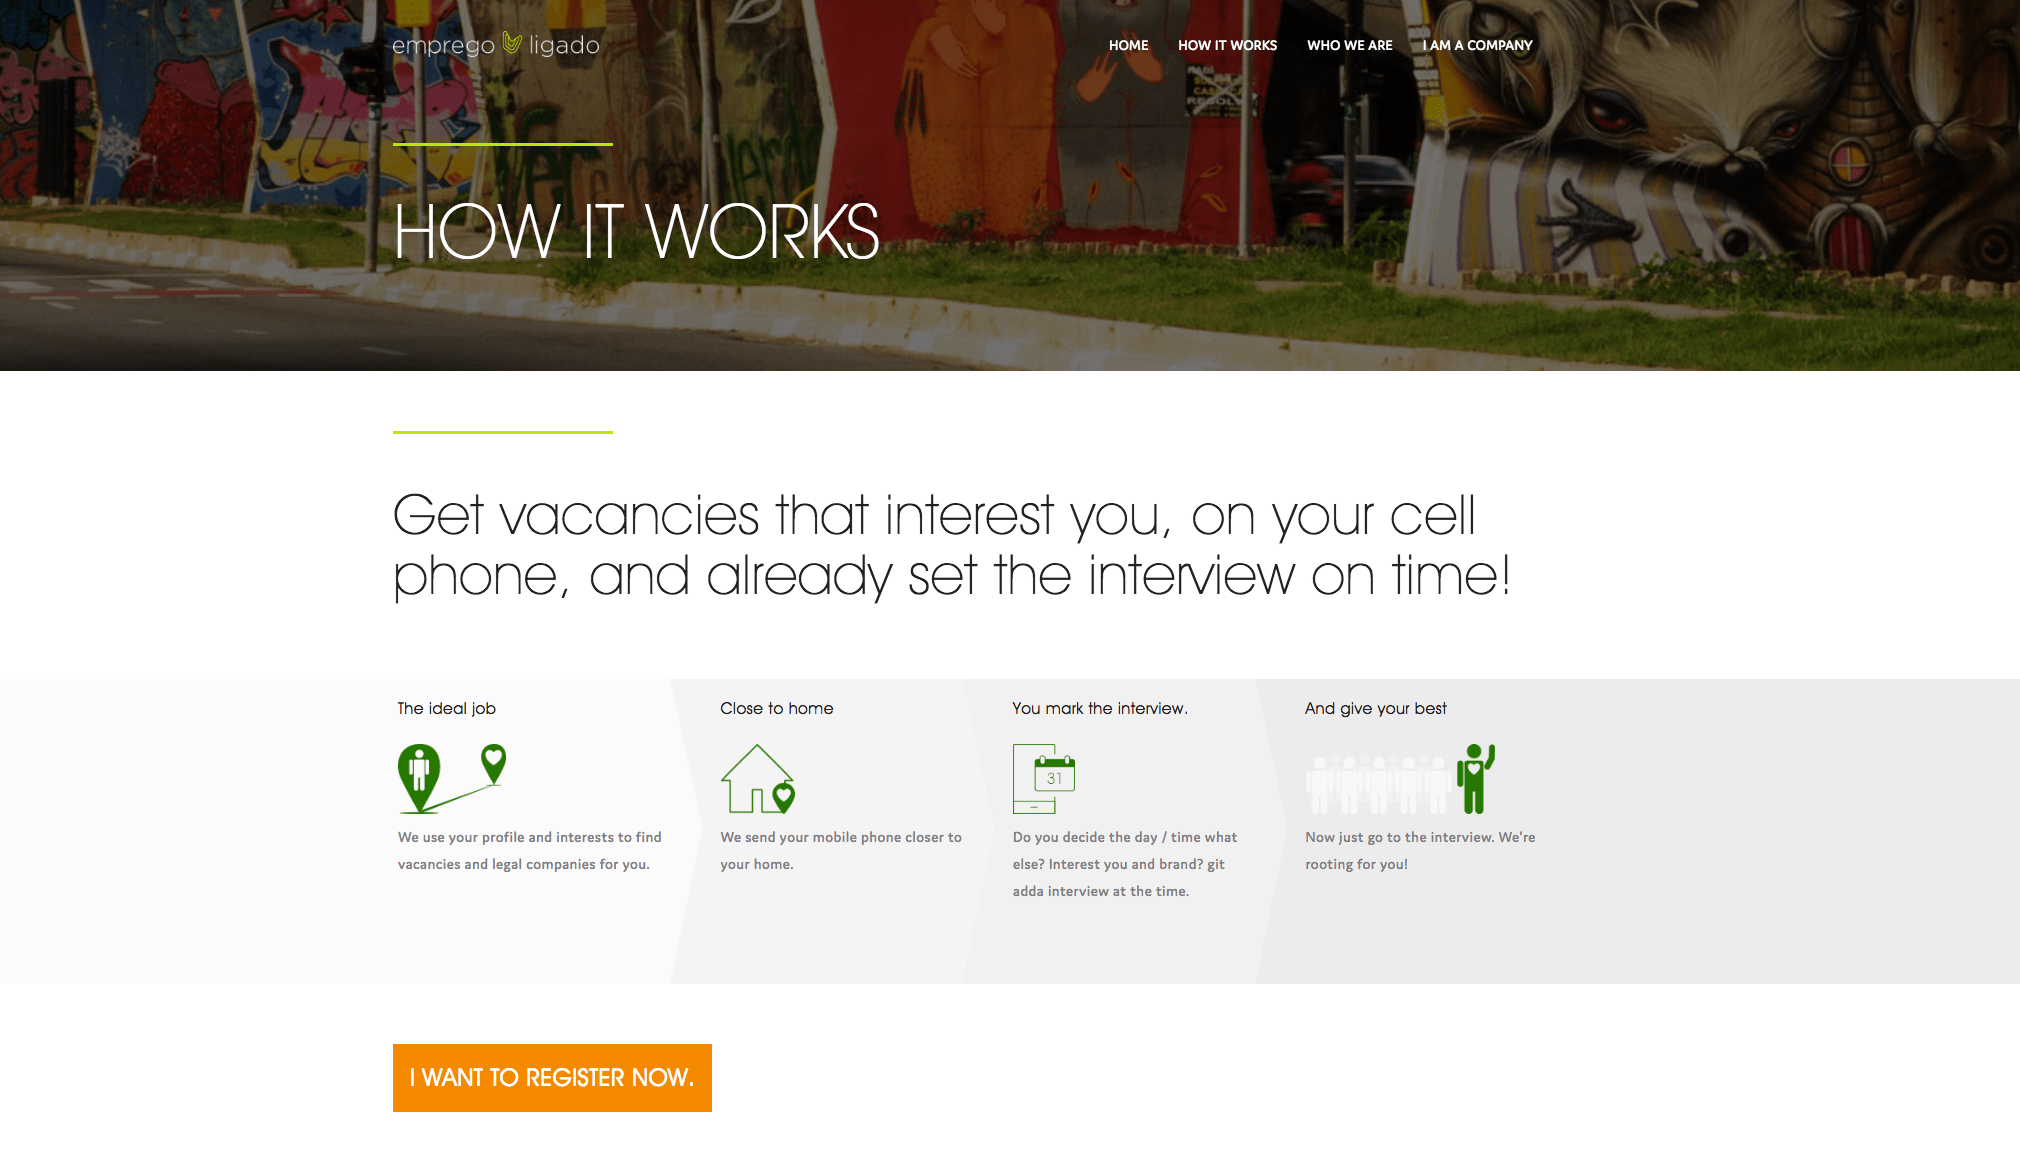 emprego ligado
HOME HOW IT WORKS WHO WE ARE I AM A COMPANY
HOW IT WORKS
Get vacancies that interest you, on your cell
phone, and already set the interview on time!
The ideal job
We use your profile and interests to find
vacancies and legal companies for you.
Close to home
We send your mobile phone closer to
your home.
You mark the interview.
31
Do you decide the day / time what
else? Interest you and brand? git
adda interview at the time.
And give your best
Now just go to the interview. We're
rooting for you!
I WANT TO REGISTER NOW.